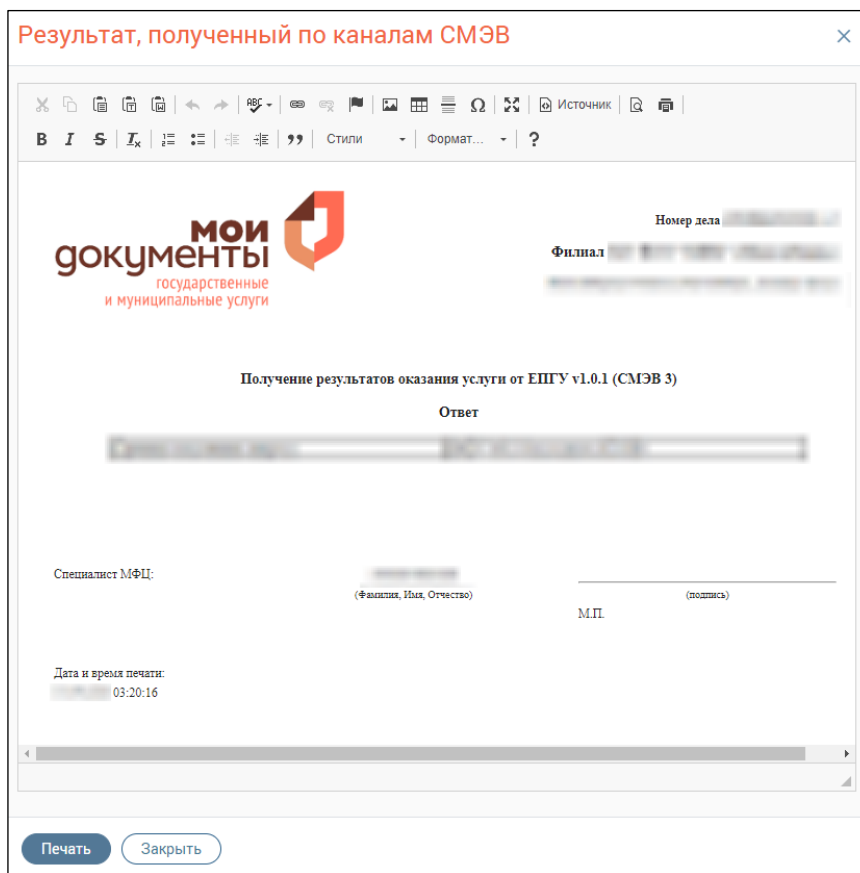 Результат, полученный по каналам СМЭВ
Источник
B I S Tx Стили Формат... ?
мои
документы
государственные
и муниципальные услуги
Номер дела
Филиал
Получение результатов оказания услуги от ЕПГУ v1.0.1 (СМЭВ 3)
Ответ
Специалист МФЦ:
(Фамилия, Имя, Отчество) (подпись)
М.П.
Дата и время печати:
03:20:16
Печать Закрыть